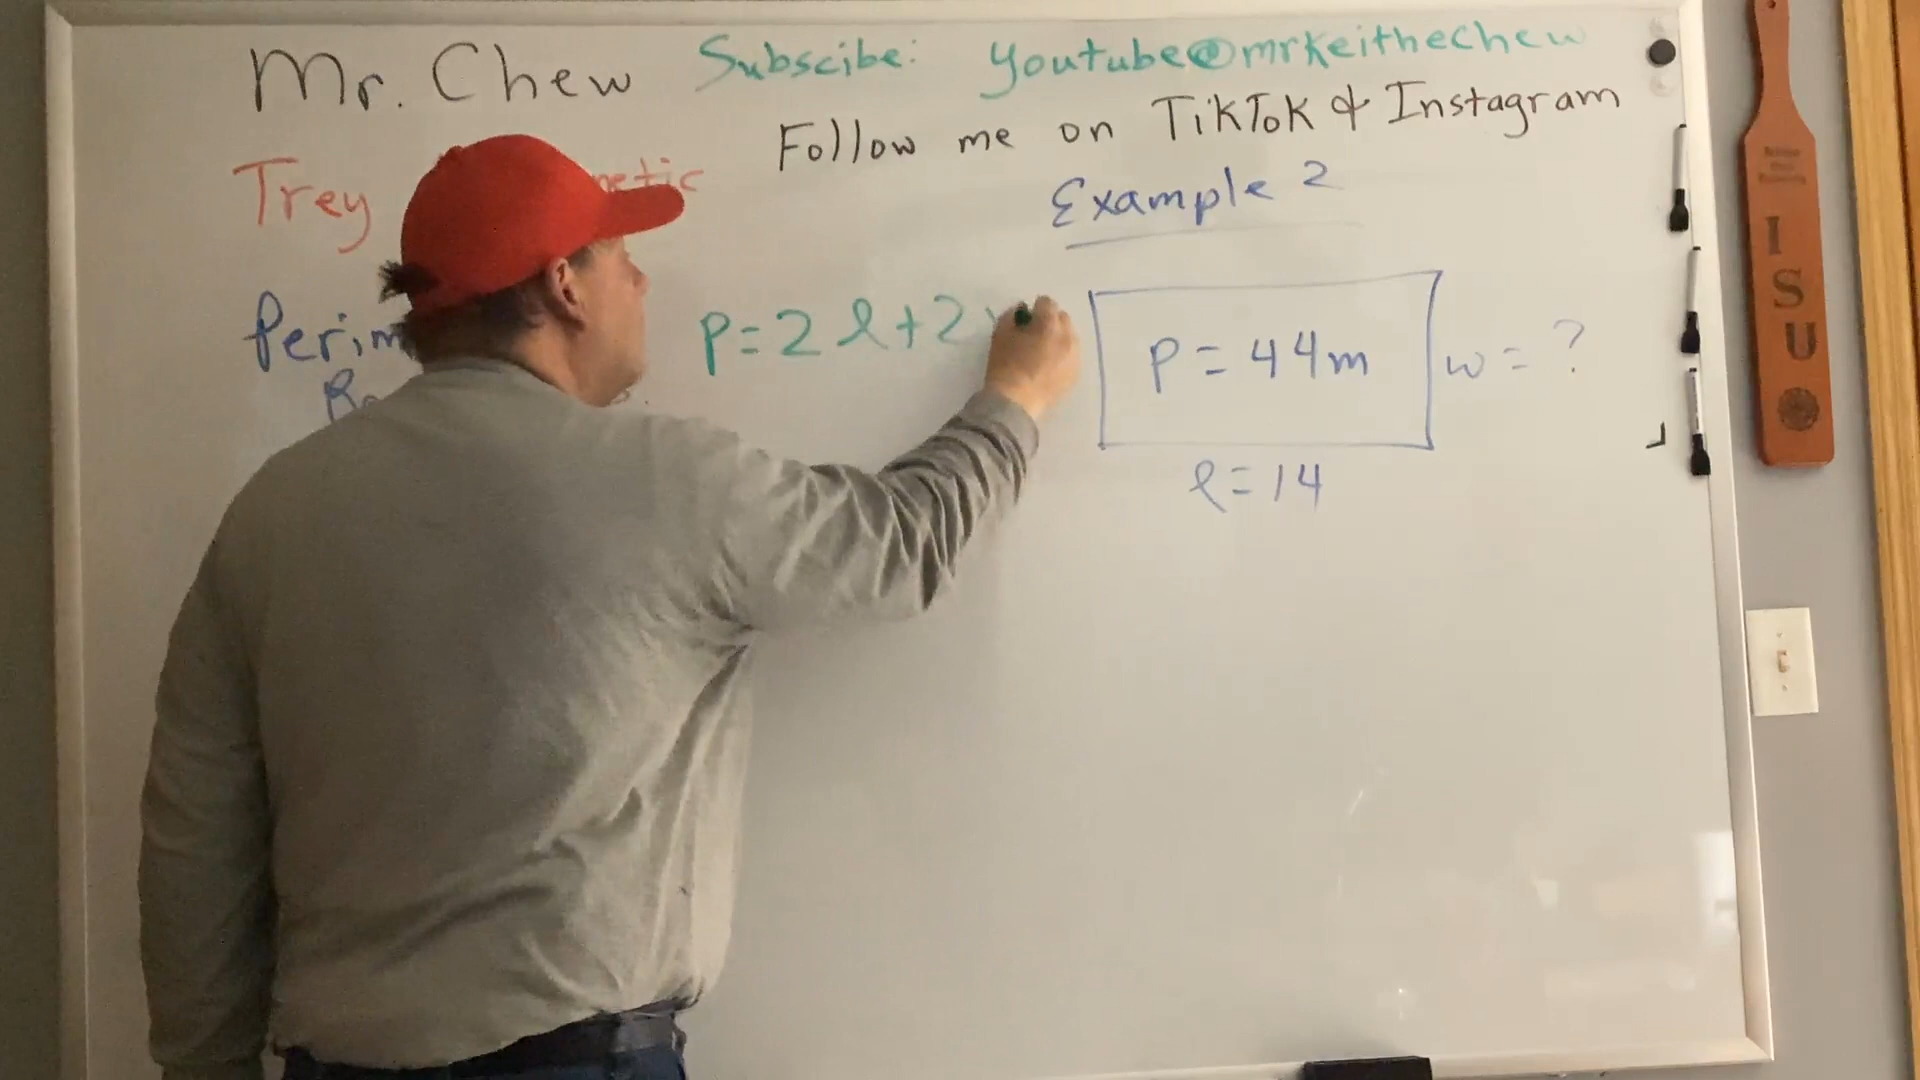 Mr. Chew
Subscibe: youtube@mrkeithechew
Follow me on TikTok & Instagram
Trey
Example 2
P=2l+2
P=44m
w=?
l=14
ISU